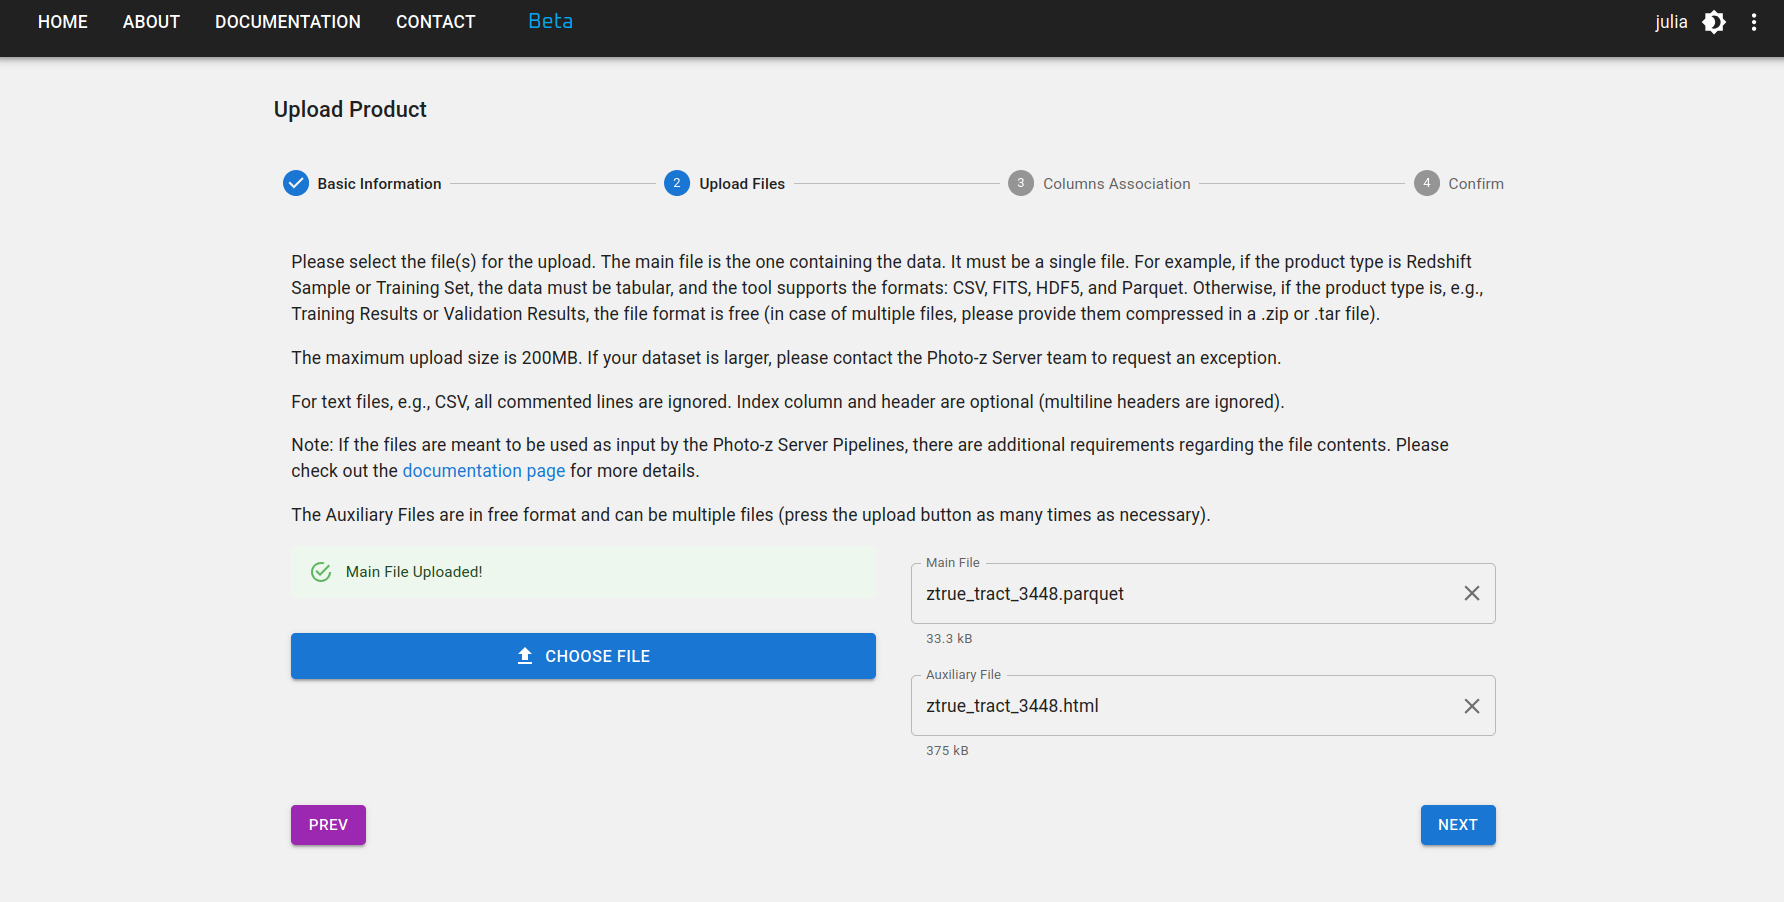 HOME ABOUT DOCUMENTATION CONTACT Beta julia
Upload Product
Basic Information 2 Upload Files 3 Columns Association 4 Confirm
Please select the file(s) for the upload. The main file is the one containing the data. It must be a single file. For example, if the product type is Redshift
Sample or Training Set, the data must be tabular, and the tool supports the formats: CSV, FITS, HDF5, and Parquet. Otherwise, if the product type is, e.g.,
Training Results or Validation Results, the file format is free (in case of multiple files, please provide them compressed in a .zip or .tar file).
The maximum upload size is 200MB. If your dataset is larger, please contact the Photo-z Server team to request an exception.
For text files, e.g., CSV, all commented lines are ignored. Index column and header are optional (multiline headers are ignored).
Note: If the files are meant to be used as input by the Photo-z Server Pipelines, there are additional requirements regarding the file contents. Please
check out the documentation page for more details.
The Auxiliary Files are in free format and can be multiple files (press the upload button as many times as necessary).
Main File Uploaded!
CHOOSE FILE
Main File
ztrue_tract_3448.parquet
33.3 kB
Auxiliary File
ztrue_tract_3448.html
375 kB
PREV
NEXT